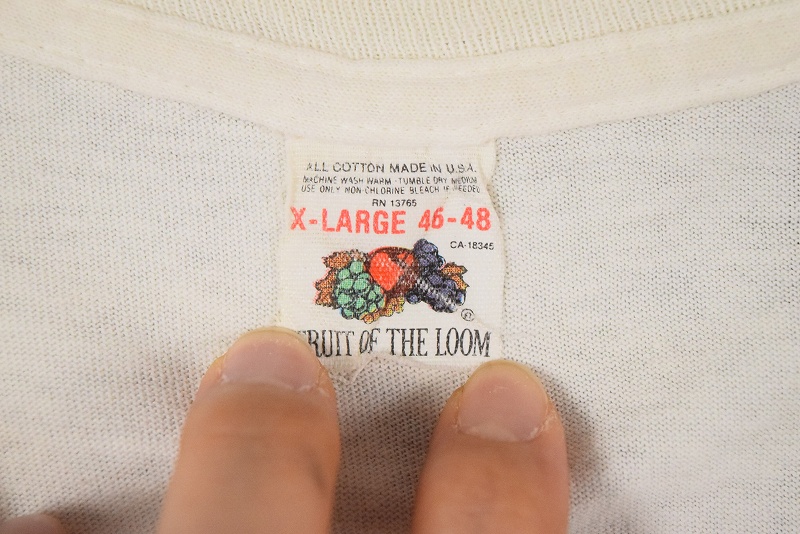 ALL COTTON MADE IN U.S.A.
MACHINE WASH WARM - TUMBLE DRY MEDIUM
USE ONLY NON-CHLORINE BLEACH IF NEEDED
RN 13765
X-LARGE 46-48
CA-18345
®
FRUIT OF THE LOOM